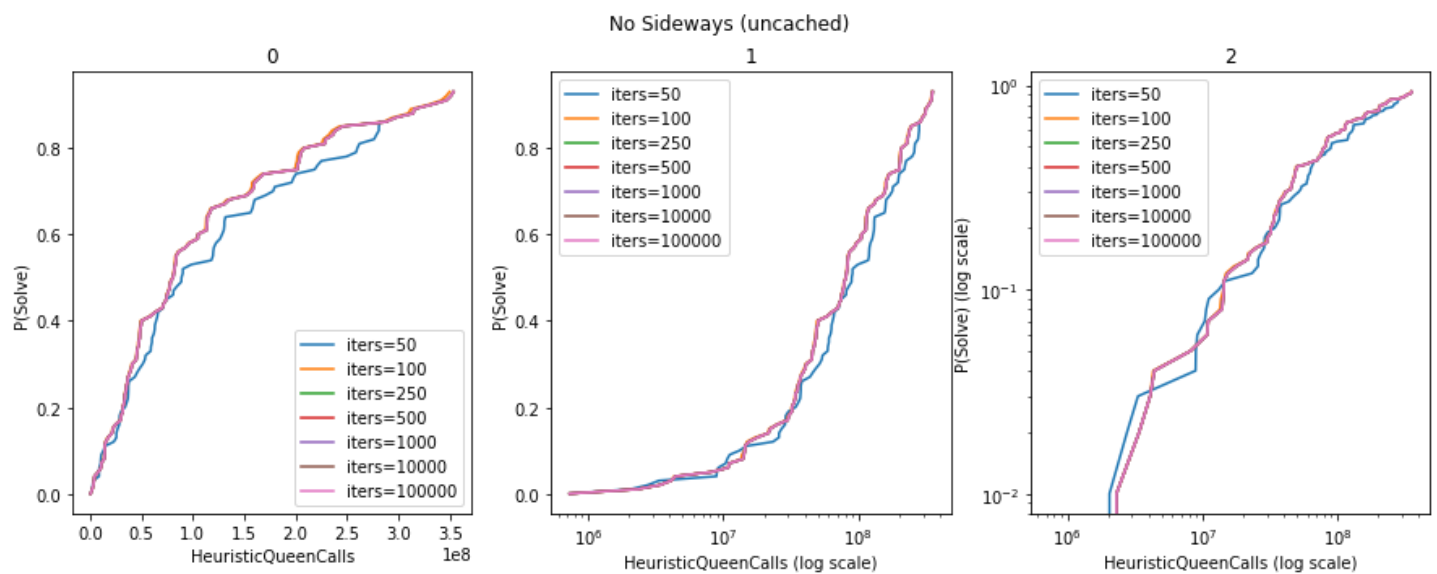 No Sideways (uncached)
0
P(Solve)
0.8
0.6
0.4
0.2
0.0
iters=50
iters=100
iters=250
iters=500
iters=1000
iters=10000
iters=100000
0.0 0.5 1.0 1.5 2.0 2.5 3.0 3.5
1e8
HeuristicQueenCalls
1
P(Solve)
0.8
0.6
0.4
0.2
0.0
iters=50
iters=100
iters=250
iters=500
iters=1000
iters=10000
iters=100000
10⁶ 10⁷ 10⁸
HeuristicQueenCalls (log scale)
2
P(Solve) (log scale)
10⁰
10⁻¹
10⁻²
iters=50
iters=100
iters=250
iters=500
iters=1000
iters=10000
iters=100000
10⁶ 10⁷ 10⁸
HeuristicQueenCalls (log scale)